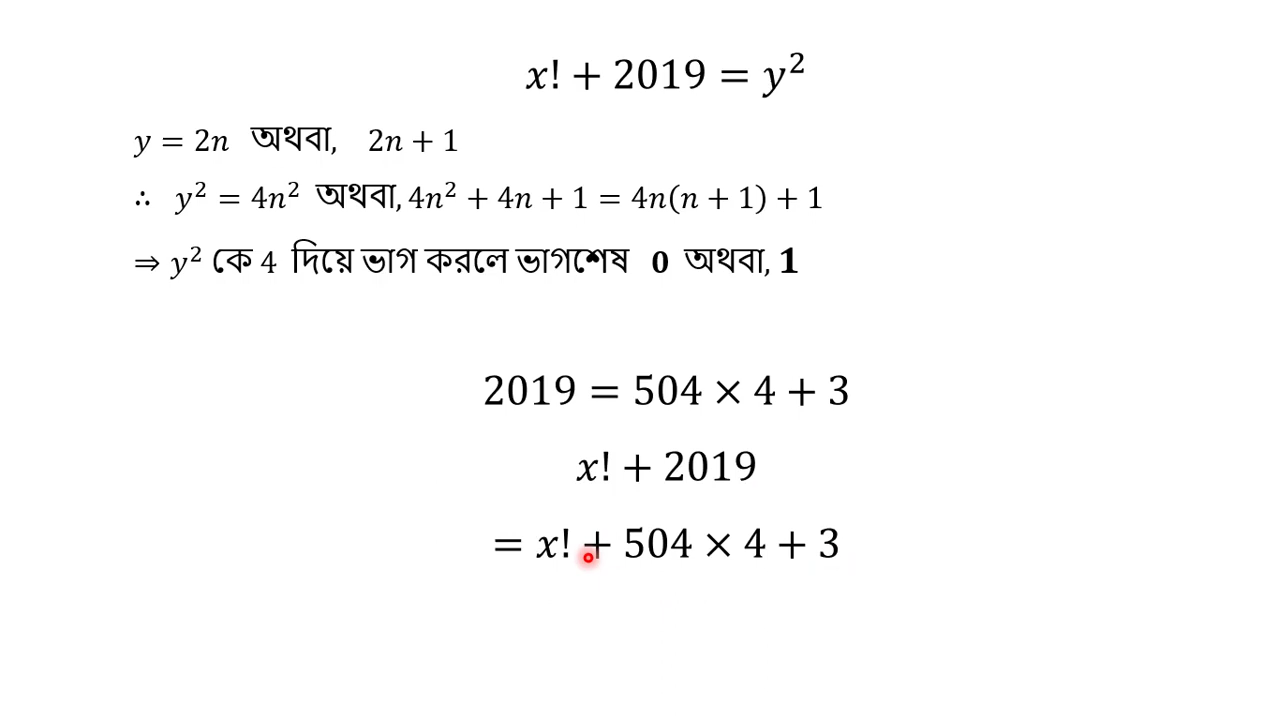 x! + 2019 = y²
y = 2n অথবা, 2n + 1
∴ y² = 4n² অথবা, 4n² + 4n + 1 = 4n(n + 1) + 1
⇒ y² কে 4 দিয়ে ভাগ করলে ভাগশেষ 0 অথবা, 1
2019 = 504 × 4 + 3
x! + 2019
= x! + 504 × 4 + 3